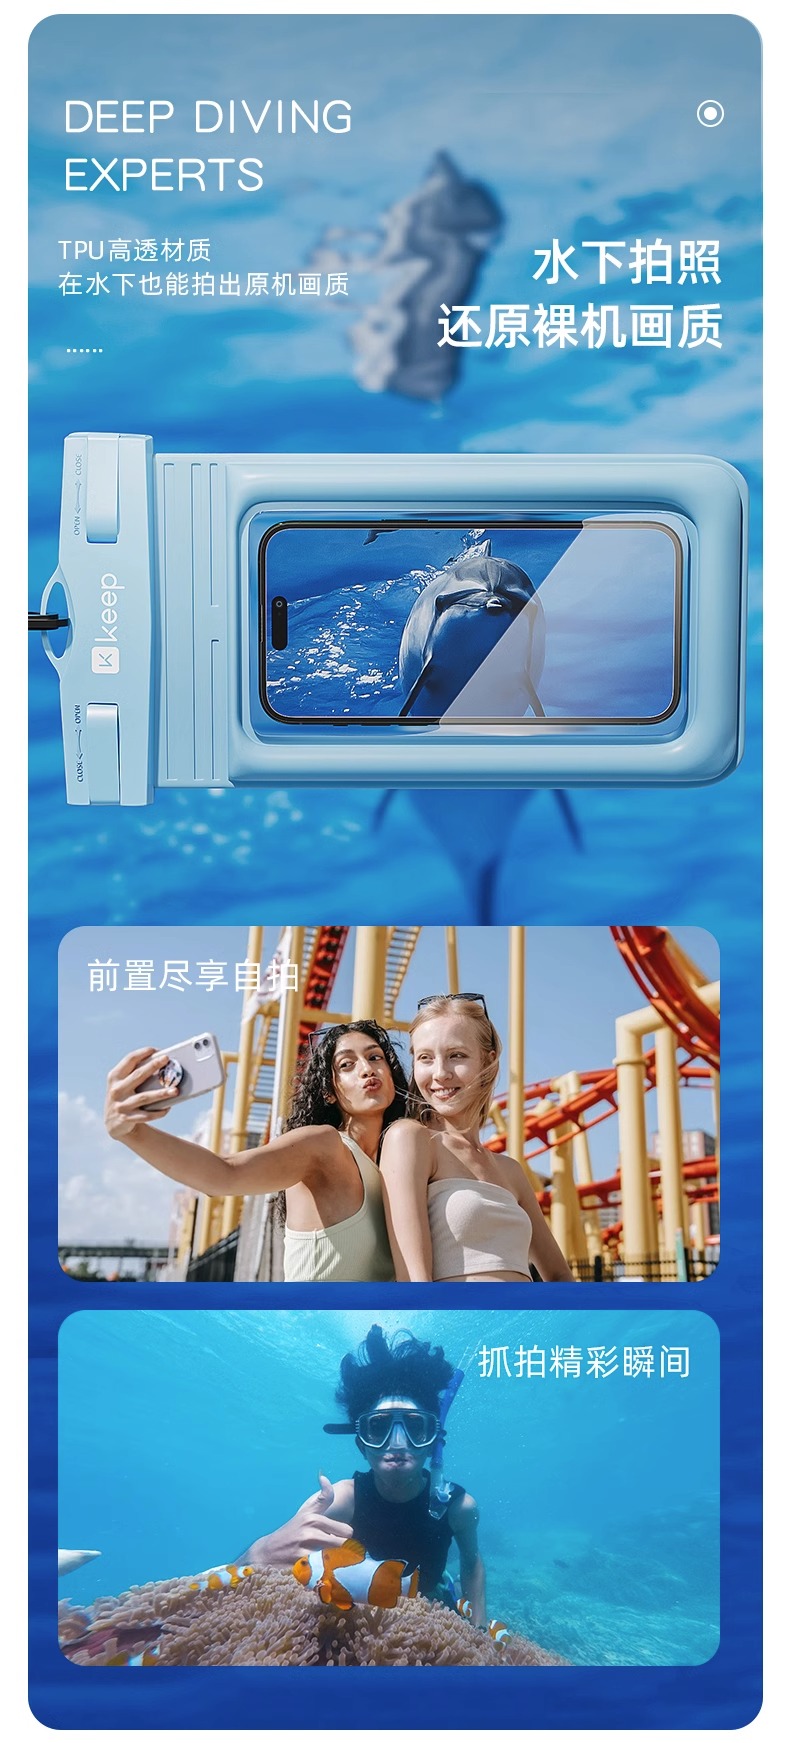 DEEP DIVING
EXPERTS
TPU高透材质
在水下也能拍出原机画质
......
水下拍照
还原裸机画质
CLOSE
OPEN
keep
OPEN
CLOSE
前置尽享自拍
抓拍精彩瞬间